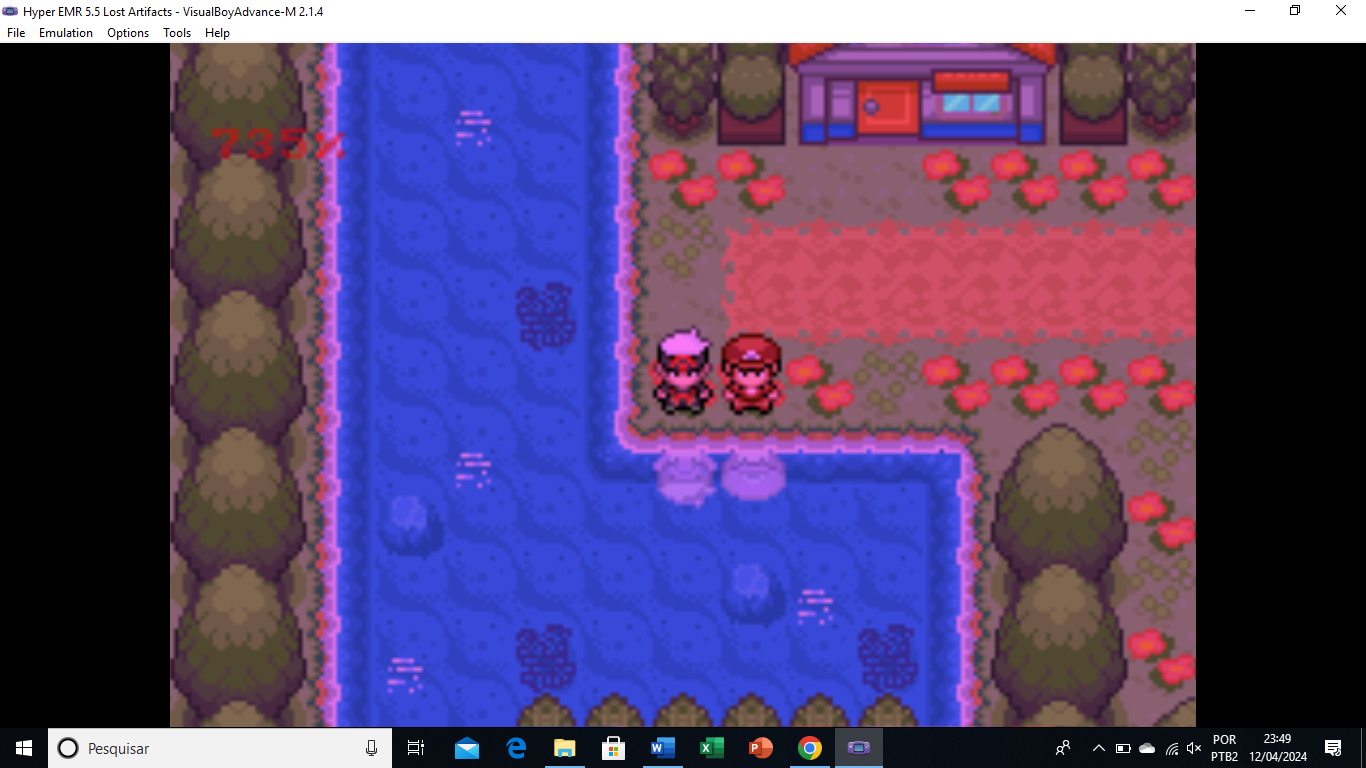 Hyper EMR 5.5 Lost Artifacts - VisualBoyAdvance-M 2.1.4
File Emulation Options Tools Help
735%
Pesquisar
POR
PTB2
23:49
12/04/2024